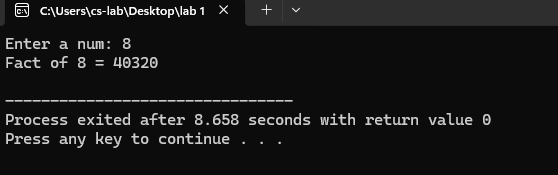 C:\Users\cs-lab\Desktop\lab 1
Enter a num: 8
Fact of 8 = 40320
--------------------------------
Process exited after 8.658 seconds with return value 0
Press any key to continue . . .